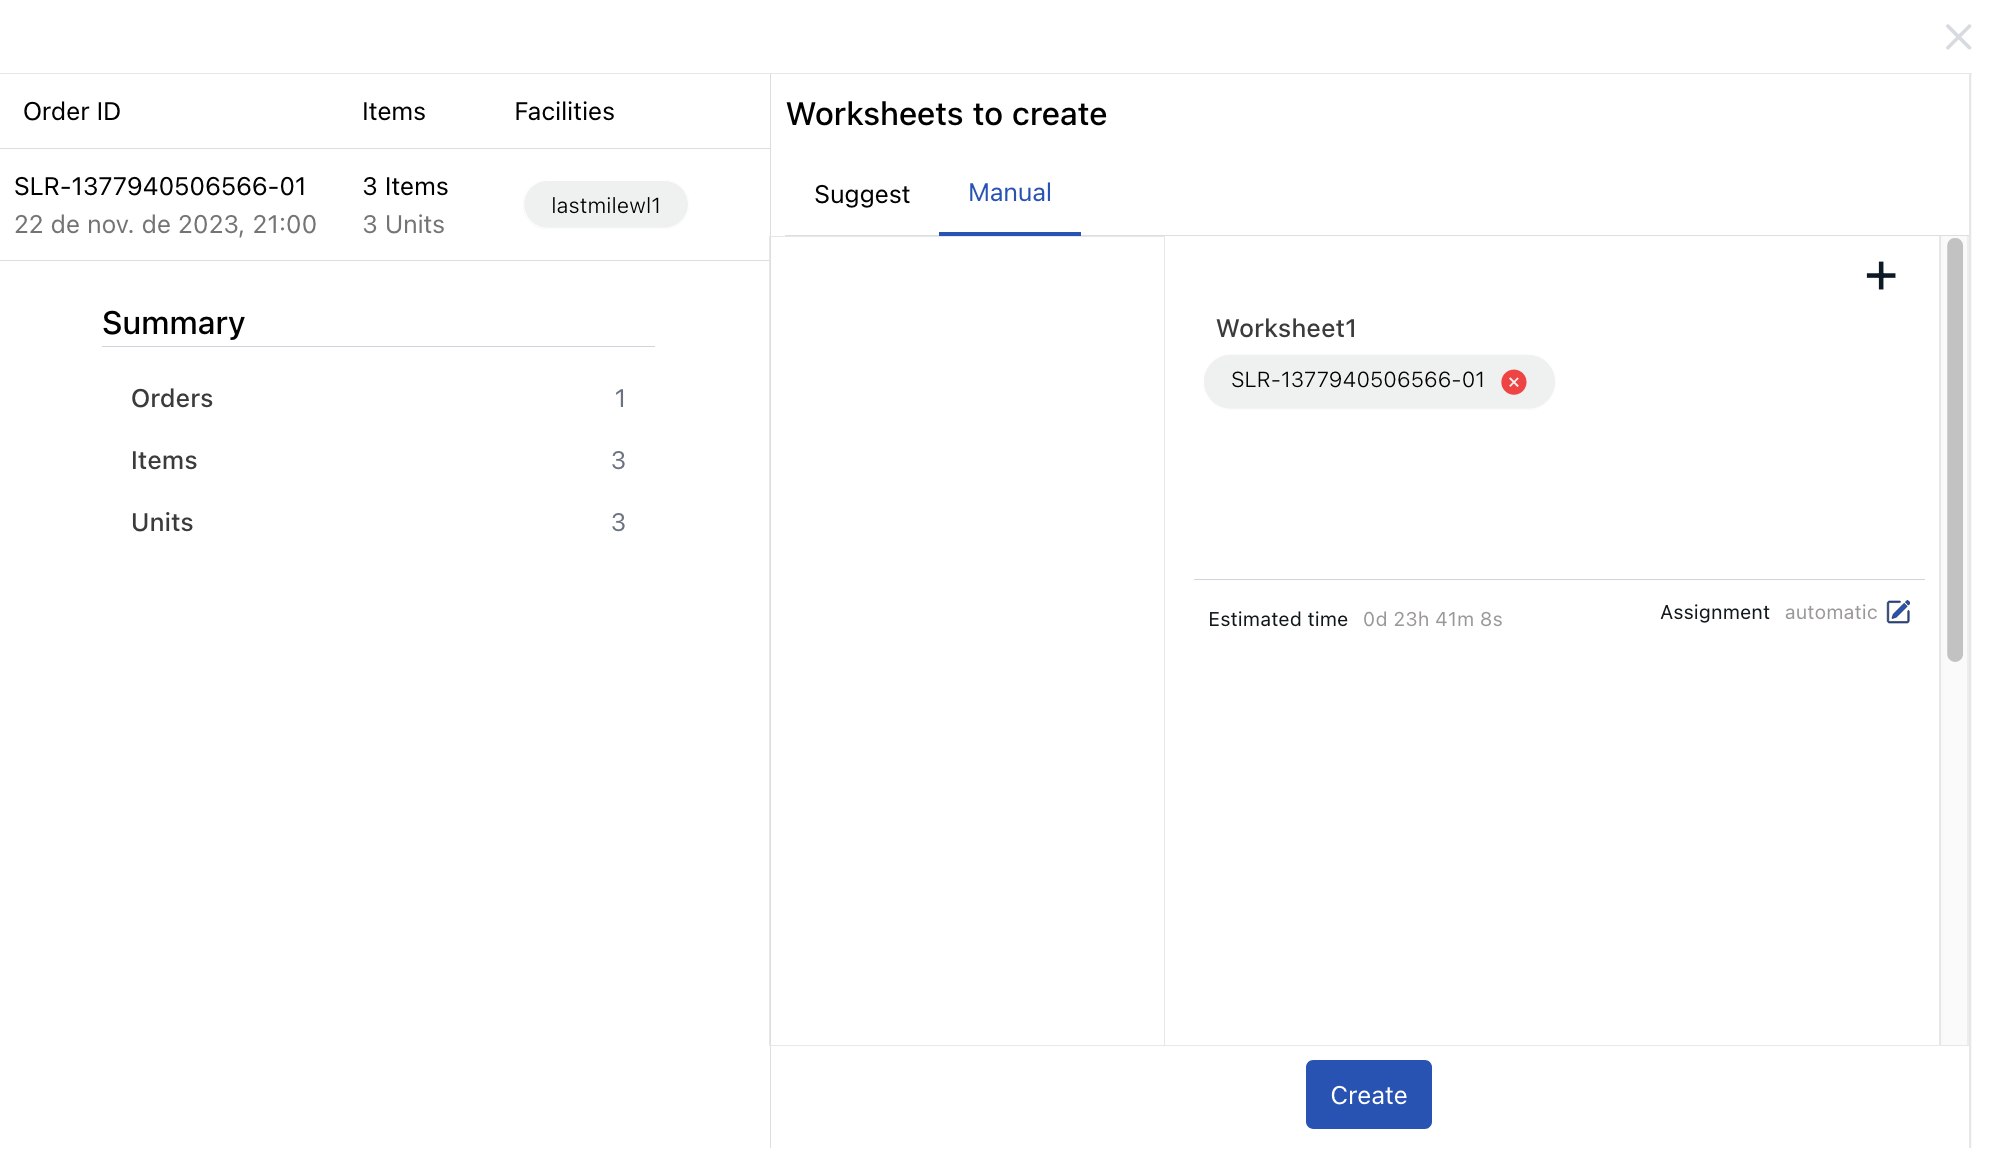 Order ID Items Facilities
SLR-1377940506566-01 3 Items
lastmilewl1
22 de nov. de 2023, 21:00 3 Units
Summary
Orders 1
Items 3
Units 3
Worksheets to create
Suggest Manual
Worksheet1
SLR-1377940506566-01
Estimated time 0d 23h 41m 8s Assignment automatic
Create